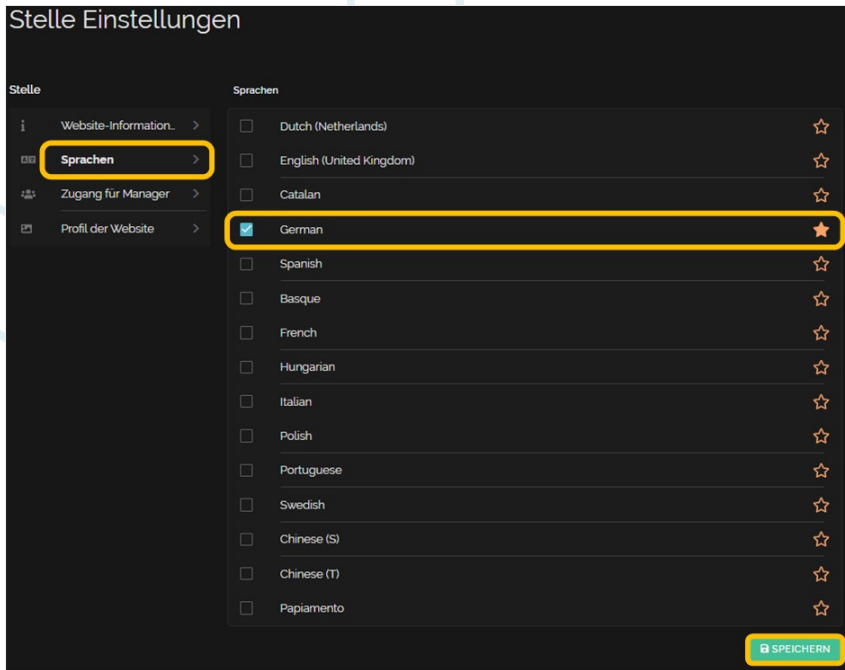 Stelle Einstellungen
Stelle
Website-Information..
Sprachen
Zugang für Manager
Profil der Website
Sprachen
Dutch (Netherlands)
English (United Kingdom)
Catalan
German
Spanish
Basque
French
Hungarian
Italian
Polish
Portuguese
Swedish
Chinese (S)
Chinese (T)
Papiamento
SPEICHERN